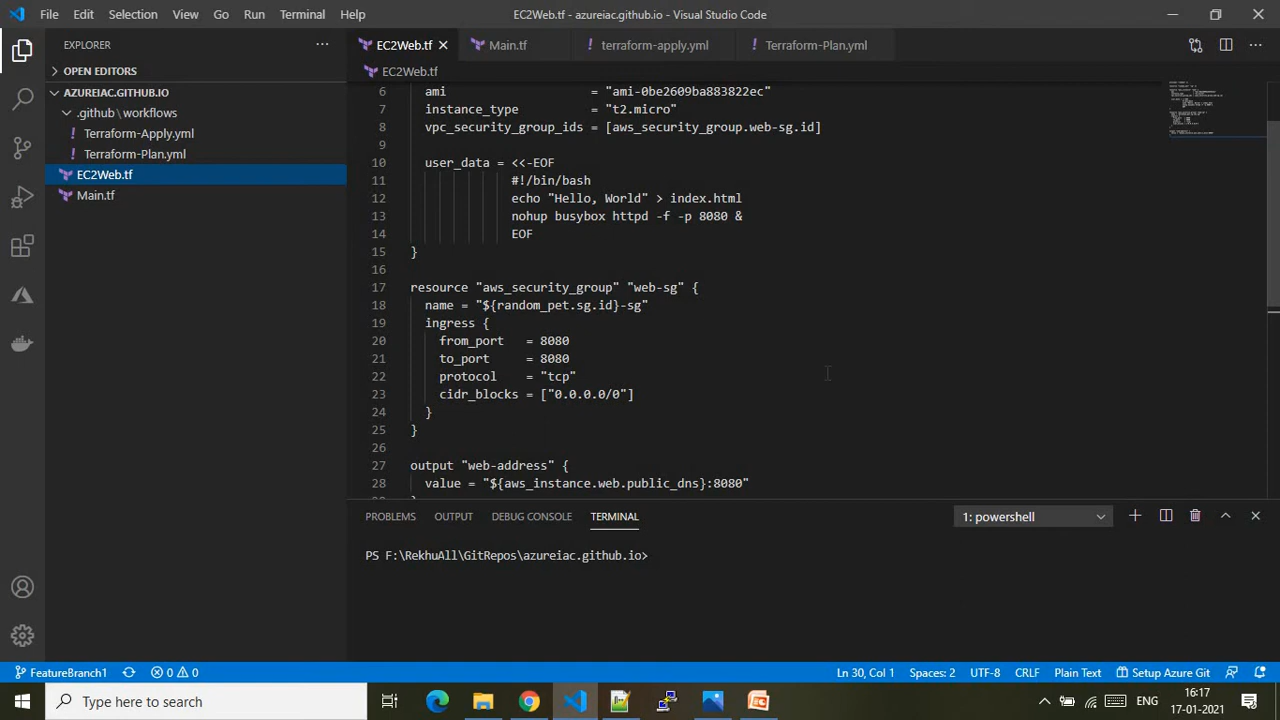 File Edit Selection View Go Run Terminal Help
EC2Web.tf - azureiac.github.io - Visual Studio Code
EXPLORER
OPEN EDITORS
AZUREIAC.GITHUB.IO
.github\workflows
Terraform-Apply.yml
Terraform-Plan.yml
EC2Web.tf
Main.tf
EC2Web.tf Main.tf terraform-apply.yml Terraform-Plan.yml
EC2Web.tf
6 ami = "ami-0be2609ba883822ec"
7 instance_type = "t2.micro"
8 vpc_security_group_ids = [aws_security_group.web-sg.id]
9
10 user_data = <<-EOF
11 #!/bin/bash
12 echo "Hello, World" > index.html
13 nohup busybox httpd -f -p 8080 &
14 EOF
15 }
16
17 resource "aws_security_group" "web-sg" {
18 name = "${random_pet.sg.id}-sg"
19 ingress {
20 from_port = 8080
21 to_port = 8080
22 protocol = "tcp"
23 cidr_blocks = ["0.0.0.0/0"]
24 }
25 }
26
27 output "web-address" {
28 value = "${aws_instance.web.public_dns}:8080"
PROBLEMS OUTPUT DEBUG CONSOLE TERMINAL 1: powershell
PS F:\RekhuAll\GitRepos\azureiac.github.io>
FeatureBranch1 0 0 Ln 30, Col 1 Spaces: 2 UTF-8 CRLF Plain Text Setup Azure Git
Type here to search
ENG
16:17
17-01-2021